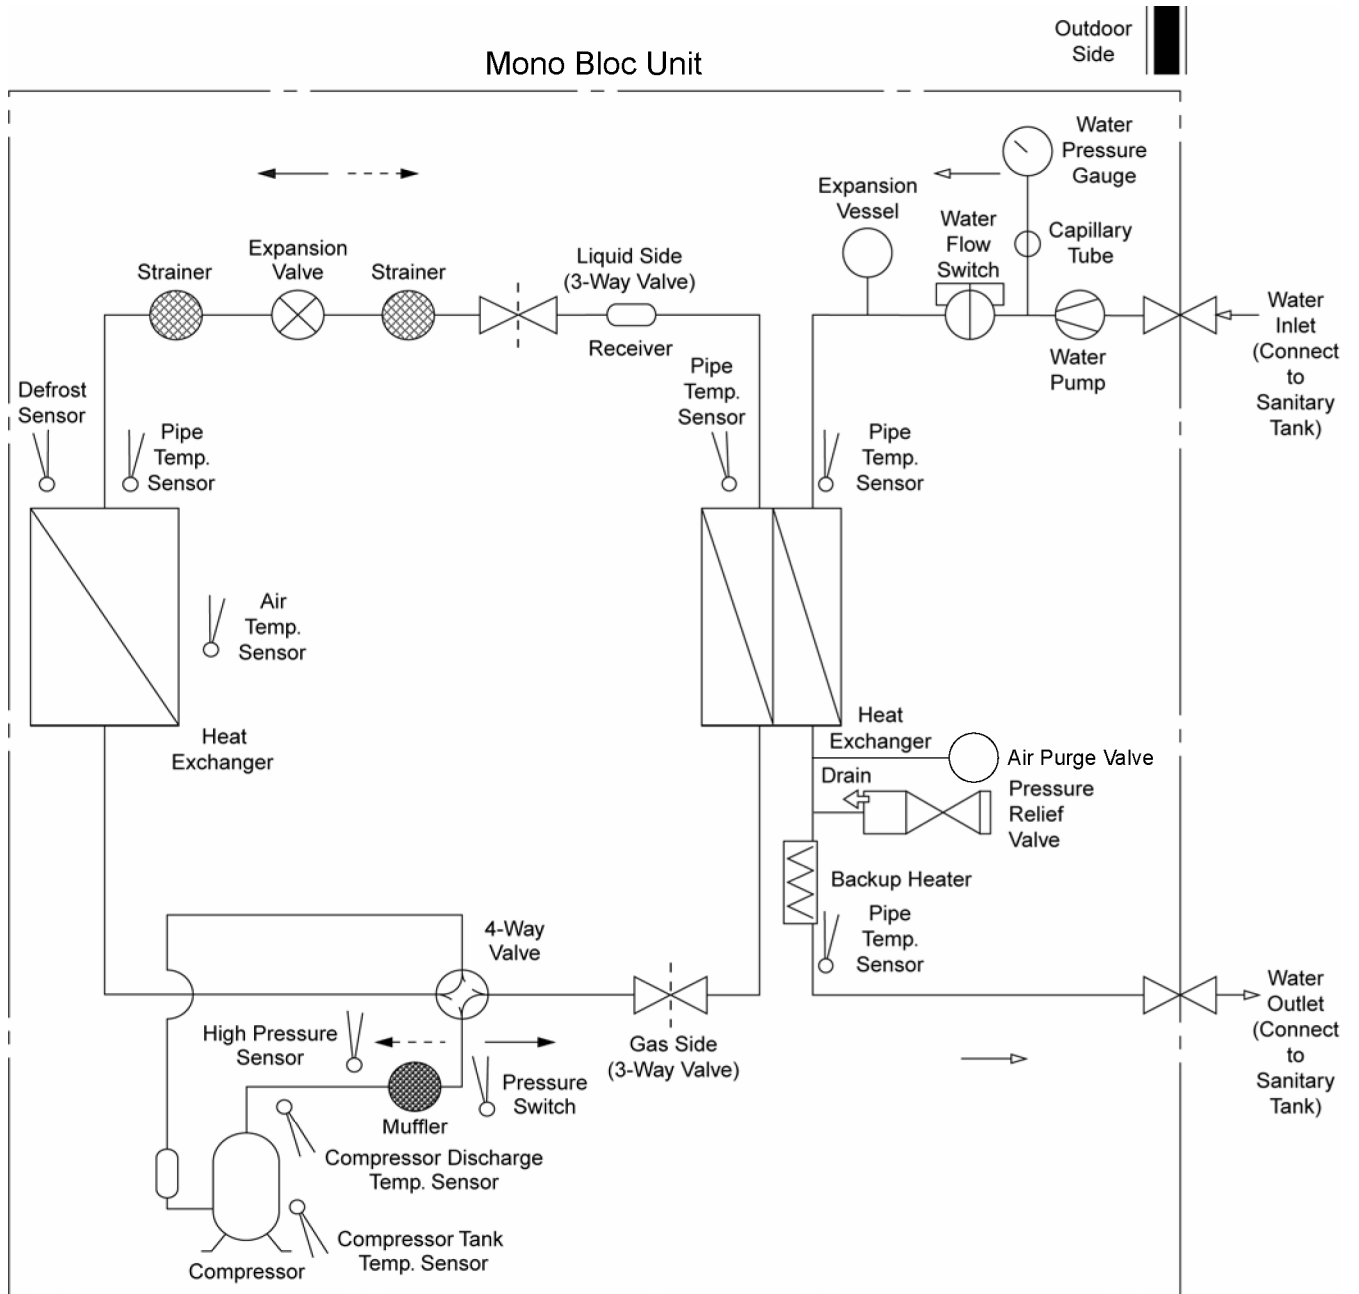 Outdoor
Side
Mono Bloc Unit
Water
Pressure
Gauge
Expansion
Vessel
Water
Flow
Switch
Capillary
Tube
Strainer
Expansion
Valve
Strainer
Liquid Side
(3-Way Valve)
Receiver
Water
Pump
Water
Inlet
(Connect
to
Sanitary
Tank)
Defrost
Sensor
Pipe
Temp.
Sensor
Pipe
Temp.
Sensor
Pipe
Temp.
Sensor
Air
Temp.
Sensor
Heat
Exchanger
Heat
Exchanger
Air Purge Valve
Drain
Pressure
Relief
Valve
Backup Heater
Pipe
Temp.
Sensor
4-Way
Valve
Water
Outlet
(Connect
to
Sanitary
Tank)
High Pressure
Sensor
Gas Side
(3-Way Valve)
Pressure
Switch
Muffler
Compressor Discharge
Temp. Sensor
Compressor Tank
Temp. Sensor
Compressor